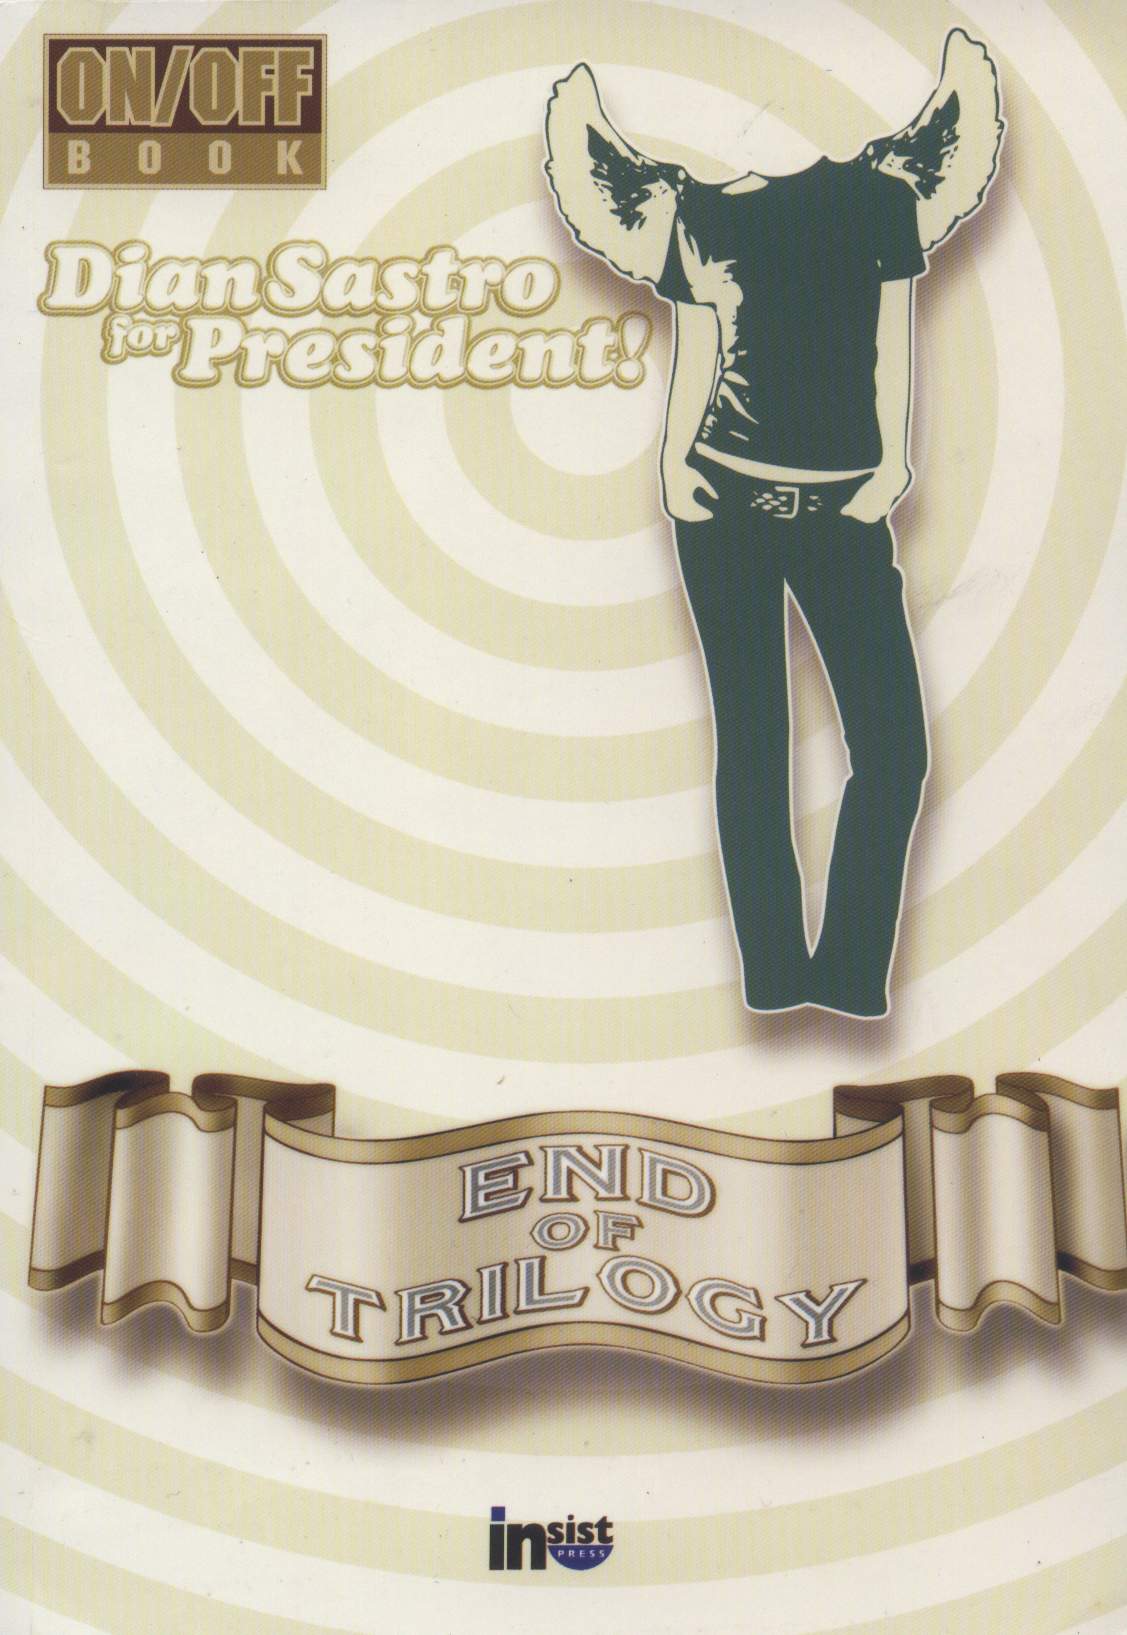 ON/OFF
BOOK
Dian Sastro
for President!
END
OF
TRILOGY
insist
PRESS